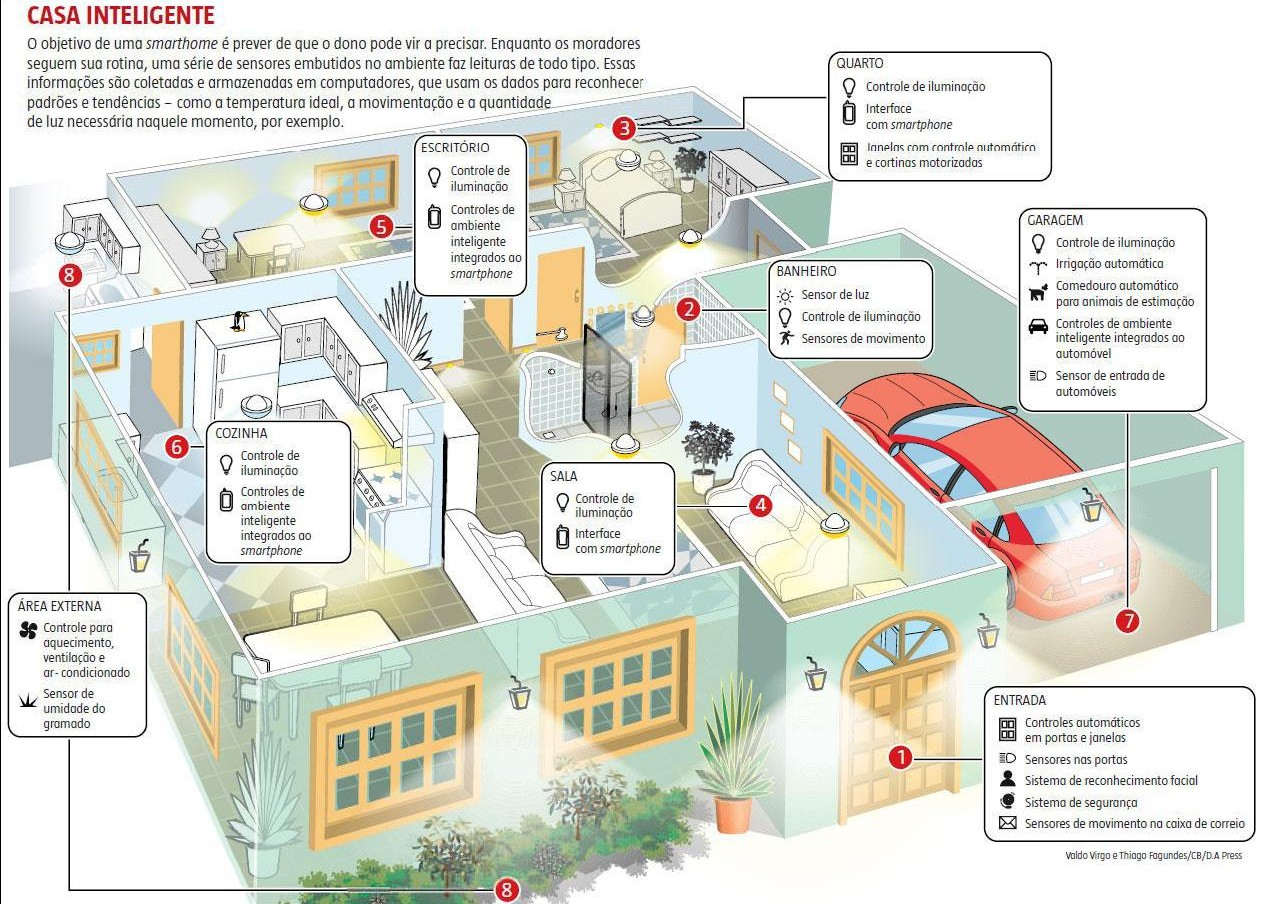 CASA INTELIGENTE
O objetivo de uma smarthome é prever de que o dono pode vir a precisar. Enquanto os moradores
seguem sua rotina, uma série de sensores embutidos no ambiente faz leituras de todo tipo. Essas
informações são coletadas e armazenadas em computadores, que usam os dados para reconhecer
padrões e tendências – como a temperatura ideal, a movimentação e a quantidade
de luz necessária naquele momento, por exemplo.
QUARTO
Controle de iluminação
Interface
com smartphone
Janelas com controle automático
e cortinas motorizadas
3
ESCRITÓRIO
Controle de
iluminação
Controles de
ambiente
inteligente
integrados ao
smartphone
5
8
GARAGEM
Controle de iluminação
Irrigação automática
Comedouro automático
para animais de estimação
Controles de ambiente
inteligente integrados ao
automóvel
Sensor de entrada de
automóveis
BANHEIRO
Sensor de luz
Controle de iluminação
Sensores de movimento
2
COZINHA
Controle de
iluminação
Controles de
ambiente
inteligente
integrados ao
smartphone
6
SALA
Controle de
iluminação
Interface
com smartphone
4
ÁREA EXTERNA
Controle para
aquecimento,
ventilação e
ar- condicionado
Sensor de
umidade do
gramado
7
ENTRADA
Controles automáticos
em portas e janelas
Sensores nas portas
Sistema de reconhecimento facial
Sistema de segurança
Sensores de movimento na caixa de correio
1
Valdo Virgo e Thiago Fagundes/CB/D.A Press
8